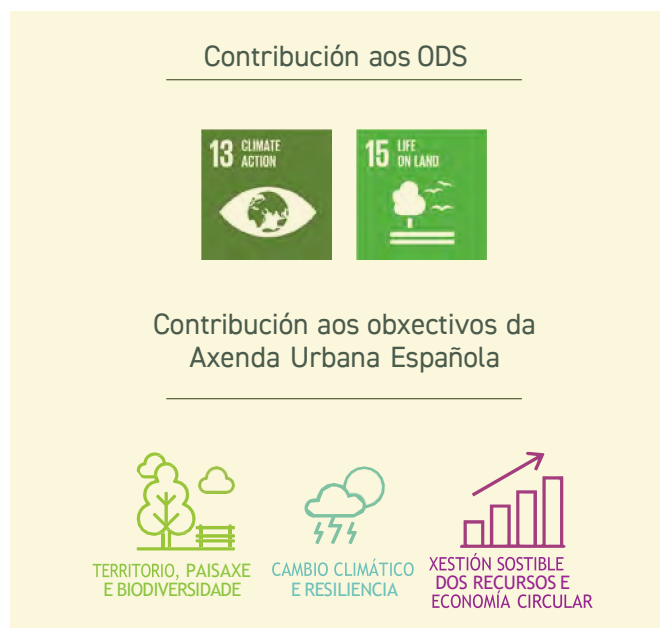 Contribución aos ODS
13 CLIMATE
ACTION
15 LIFE
ON LAND
Contribución aos obxectivos da
Axenda Urbana Española
TERRITORIO, PAISAXE
E BIODIVERSIDADE
CAMBIO CLIMÁTICO
E RESILIENCIA
XESTIÓN SOSTIBLE
DOS RECURSOS E
ECONOMÍA CIRCULAR